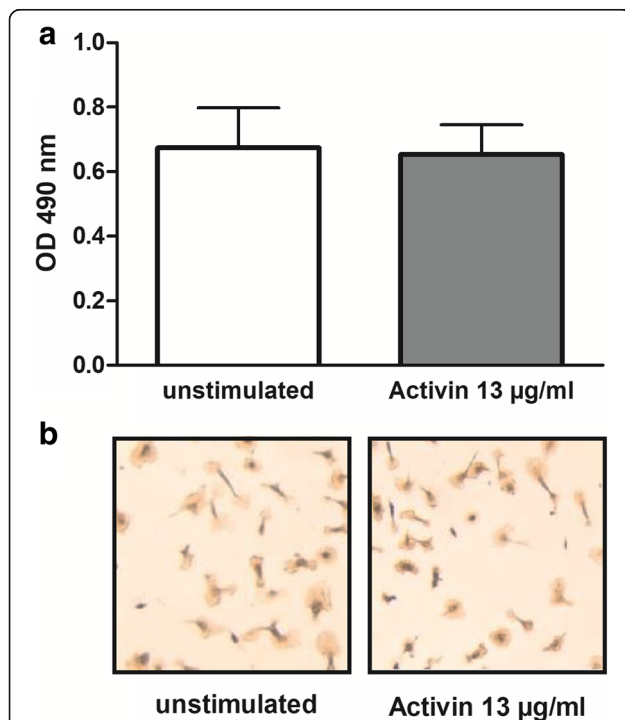 a
1.0
0.8
0.6
0.4
0.2
0.0
OD 490 nm
unstimulated
Activin 13 µg/ml
b
unstimulated
Activin 13 µg/ml